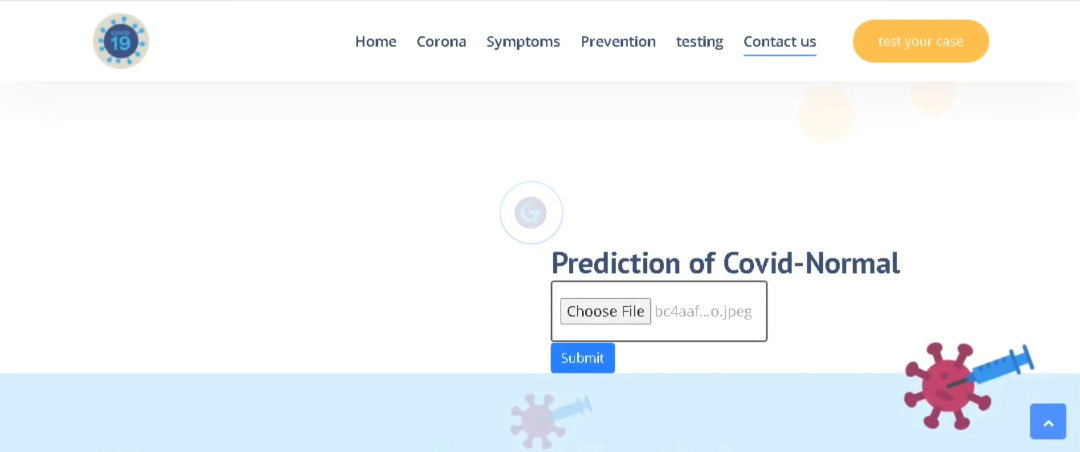 COVID
19
Home Corona Symptoms Prevention testing Contact us test your case
Prediction of Covid-Normal
Choose File bc4aaf...o.jpeg
Submit